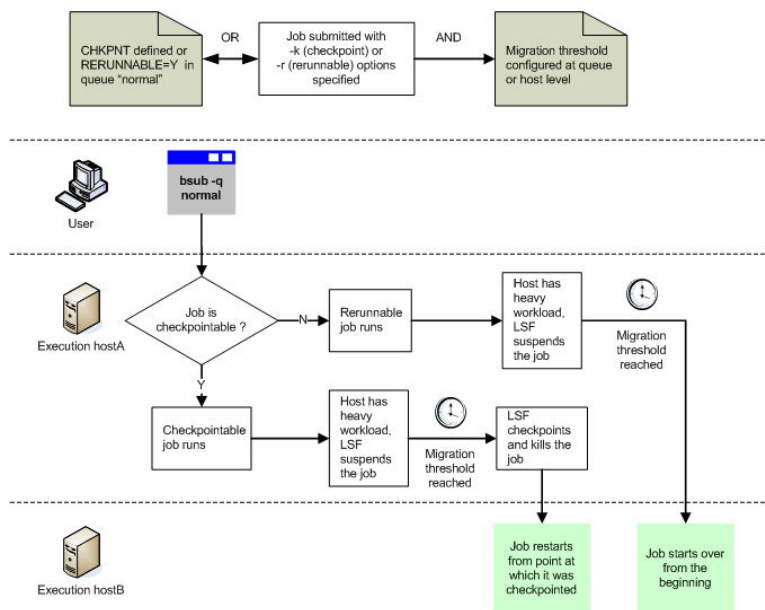 CHKPNT defined or
RERUNNABLE=Y in
queue “normal”
OR
Job submitted with
-k (checkpoint) or
-r (rerunnable) options
specified
AND
Migration threshold
configured at queue
or host level
User
bsub -q
normal
Execution hostA
Job is
checkpointable ?
N
Rerunnable
job runs
Host has
heavy
workload,
LSF
suspends
the job
Migration
threshold
reached
Y
Checkpointable
job runs
Host has
heavy
workload,
LSF
suspends
the job
Migration
threshold
reached
LSF
checkpoints
and kills the
job
Execution hostB
Job restarts
from point at
which it was
checkpointed
Job starts over
from the
beginning